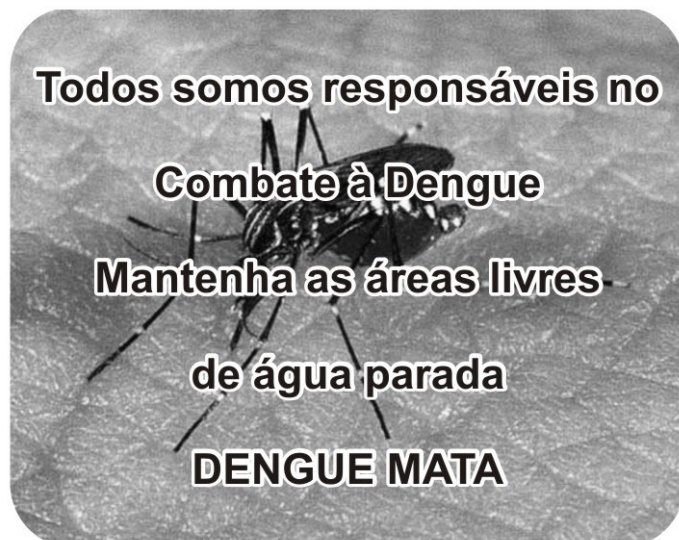 Todos somos responsáveis no
Combate à Dengue
Mantenha as áreas livres
de água parada
DENGUE MATA